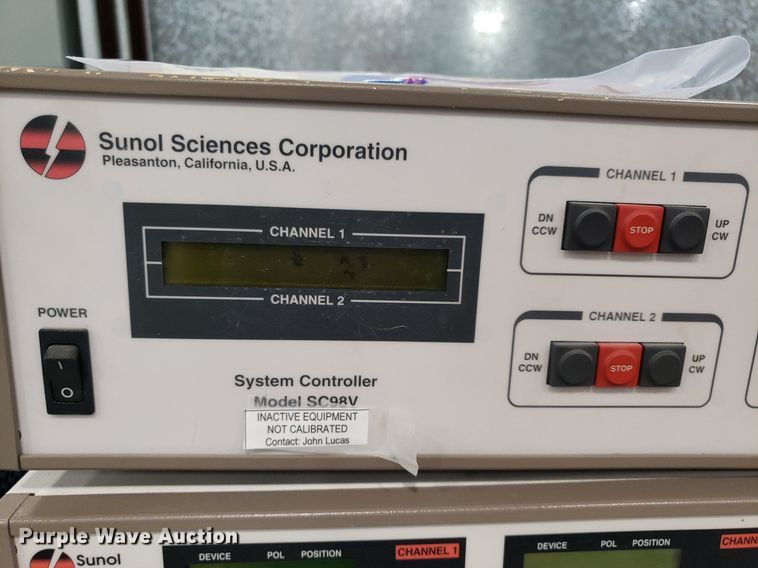 Sunol Sciences Corporation
Pleasanton, California, U.S.A.
CHANNEL 1
CHANNEL 2
POWER
I
O
System Controller
Model SC98V
INACTIVE EQUIPMENT
NOT CALIBRATED
Contact: John Lucas
CHANNEL 1
DN
CCW
STOP
UP
CW
CHANNEL 2
DN
CCW
STOP
UP
CW
Purple Wave Auction
Sunol
DEVICE POL POSITION CHANNEL 1
DEVICE POL POSITION